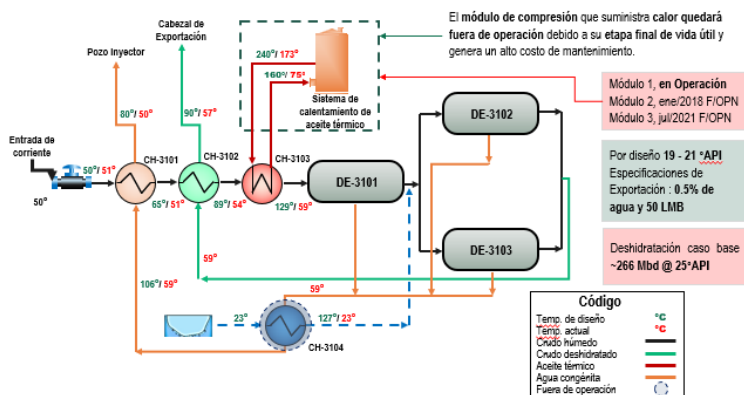 El módulo de compresión que suministra calor quedará
fuera de operación debido a su etapa final de vida útil y
genera un alto costo de mantenimiento.
Cabezal de
Exportación
Pozo Inyector
240°/ 173°
160°/ 75°
Sistema de
calentamiento de
aceite térmico
Módulo 1, en Operación
Módulo 2, ene/2018 F/OPN
Módulo 3, jul/2021 F/OPN
80°/ 50°
90°/ 57°
DE-3102
Entrada de
corriente
CH-3101
CH-3102
CH-3103
50°/ 51°
50°
65°/ 51°
89°/ 54°
129°/ 59°
DE-3101
Por diseño 19 - 21 °API
Especificaciones de
Exportación : 0.5% de
agua y 50 LMB
DE-3103
Deshidratación caso base
~266 Mbd @ 25°API
59°
106°/ 59°
59°
23°
127°/ 23°
CH-3104
Código
Temp. de diseño °C
Temp. actual °C
Crudo húmedo
Crudo deshidratado
Aceite térmico
Agua congénita
Fuera de operación